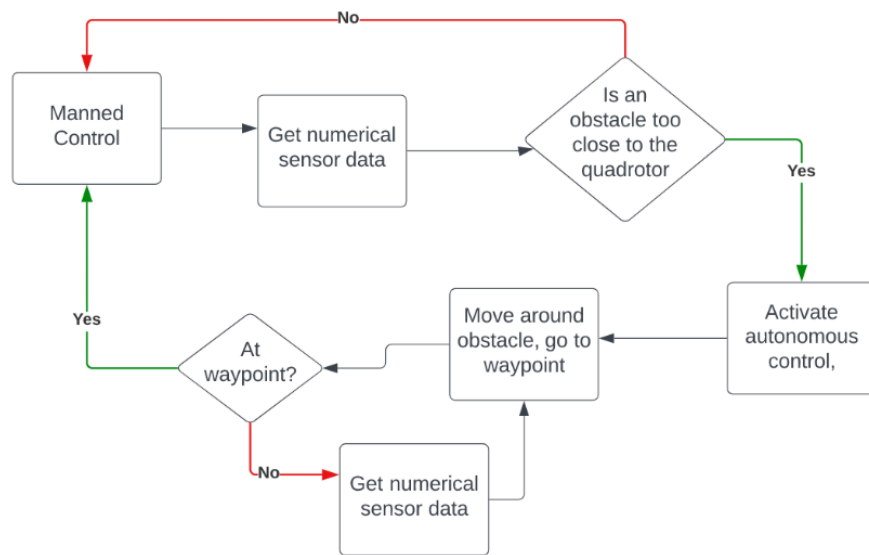 No
Manned
Control
Get numerical
sensor data
Is an
obstacle too
close to the
quadrotor
Yes
Activate
autonomous
control,
Move around
obstacle, go to
waypoint
At
waypoint?
Yes
No
Get numerical
sensor data